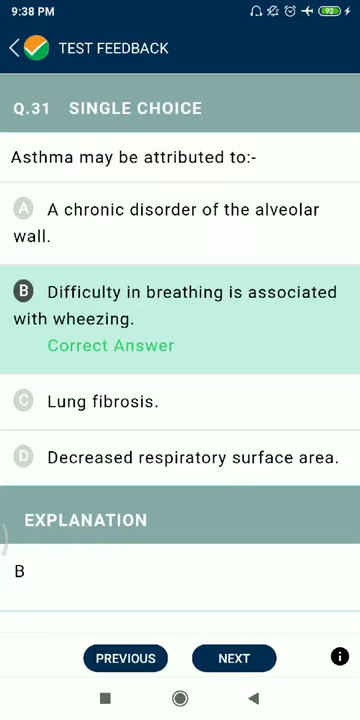 9:38 PM
92
TEST FEEDBACK
Q.31 SINGLE CHOICE
Asthma may be attributed to:-
A A chronic disorder of the alveolar
wall.
B Difficulty in breathing is associated
with wheezing.
Correct Answer
C Lung fibrosis.
D Decreased respiratory surface area.
EXPLANATION
B
PREVIOUS NEXT i